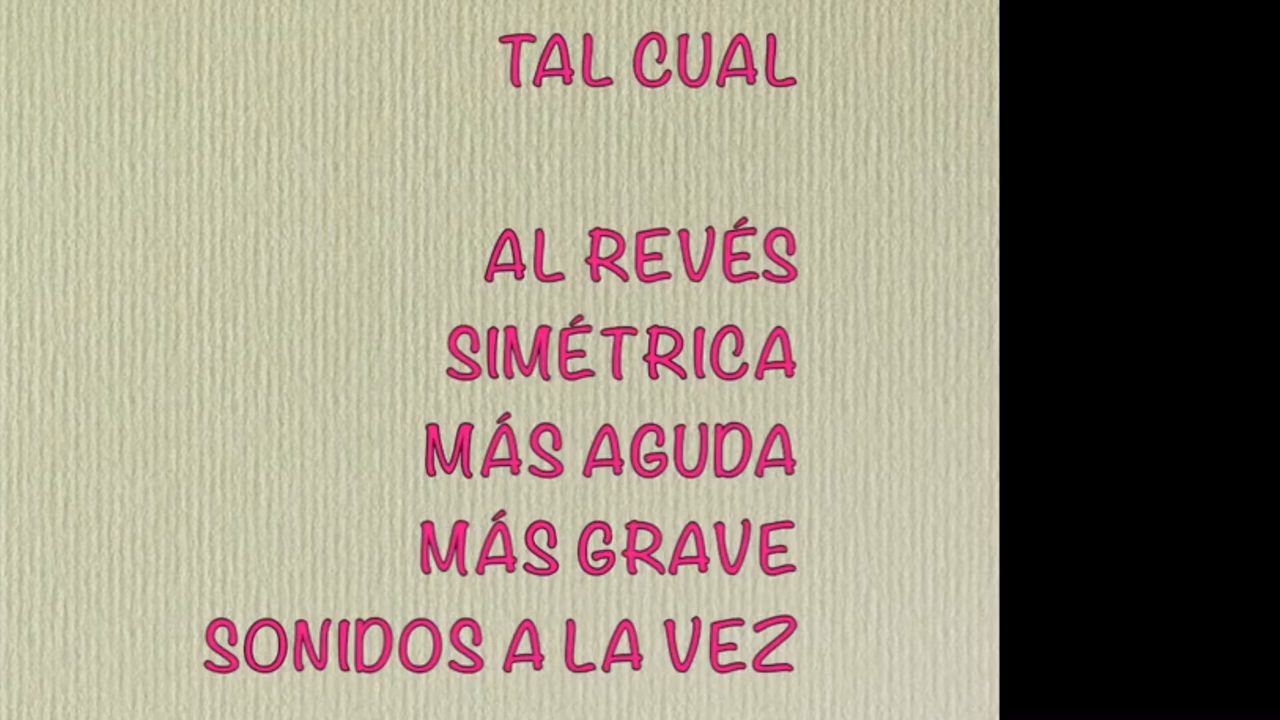 TAL CUAL
AL REVÉS
SIMÉTRICA
MÁS AGUDA
MÁS GRAVE
SONIDOS A LA VEZ